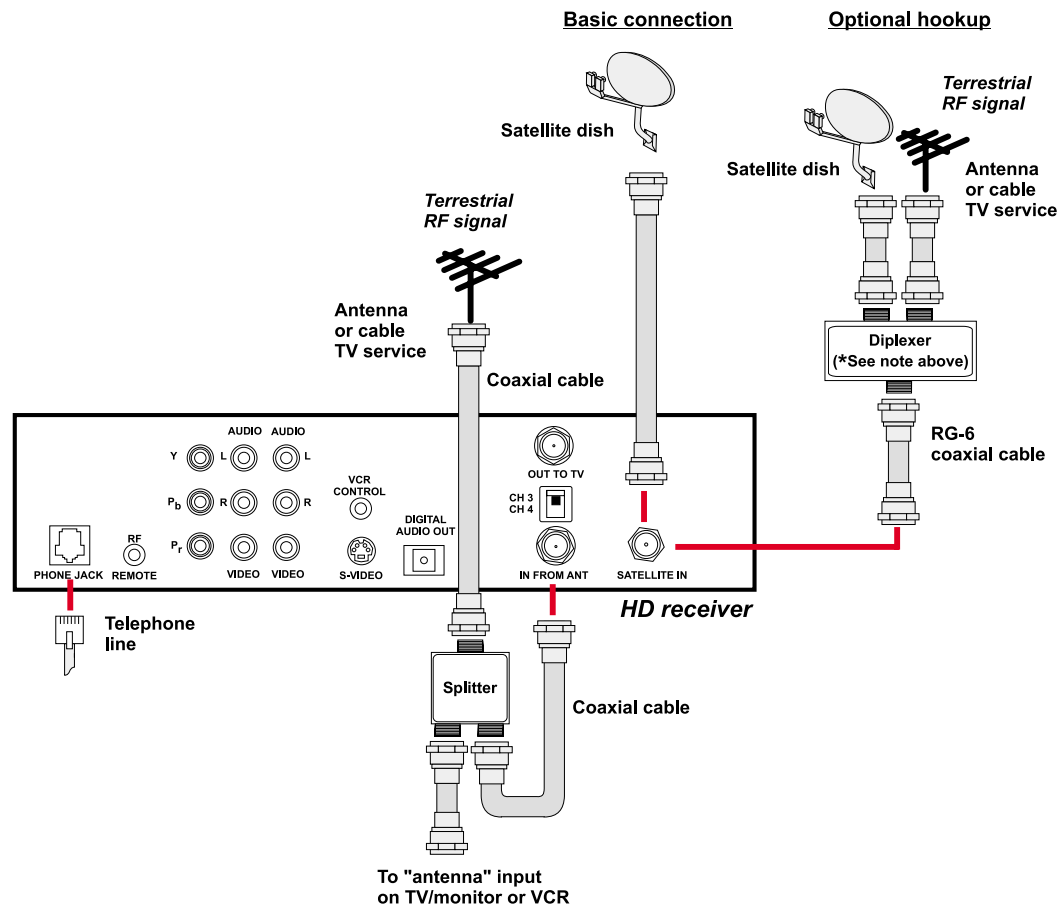 Basic connection
Optional hookup
Terrestrial
RF signal
Satellite dish
Satellite dish
Antenna
or cable
TV service
Terrestrial
RF signal
Antenna
or cable
TV service
Coaxial cable
Diplexer
(*See note above)
RG-6
coaxial cable
AUDIO AUDIO
Y L L
OUT TO TV
VCR
CONTROL
CH 3
CH 4
Pb R R
DIGITAL
AUDIO OUT
Pr
RF
PHONE JACK REMOTE VIDEO VIDEO S-VIDEO IN FROM ANT SATELLITE IN
HD receiver
Telephone
line
Splitter
Coaxial cable
To "antenna" input
on TV/monitor or VCR